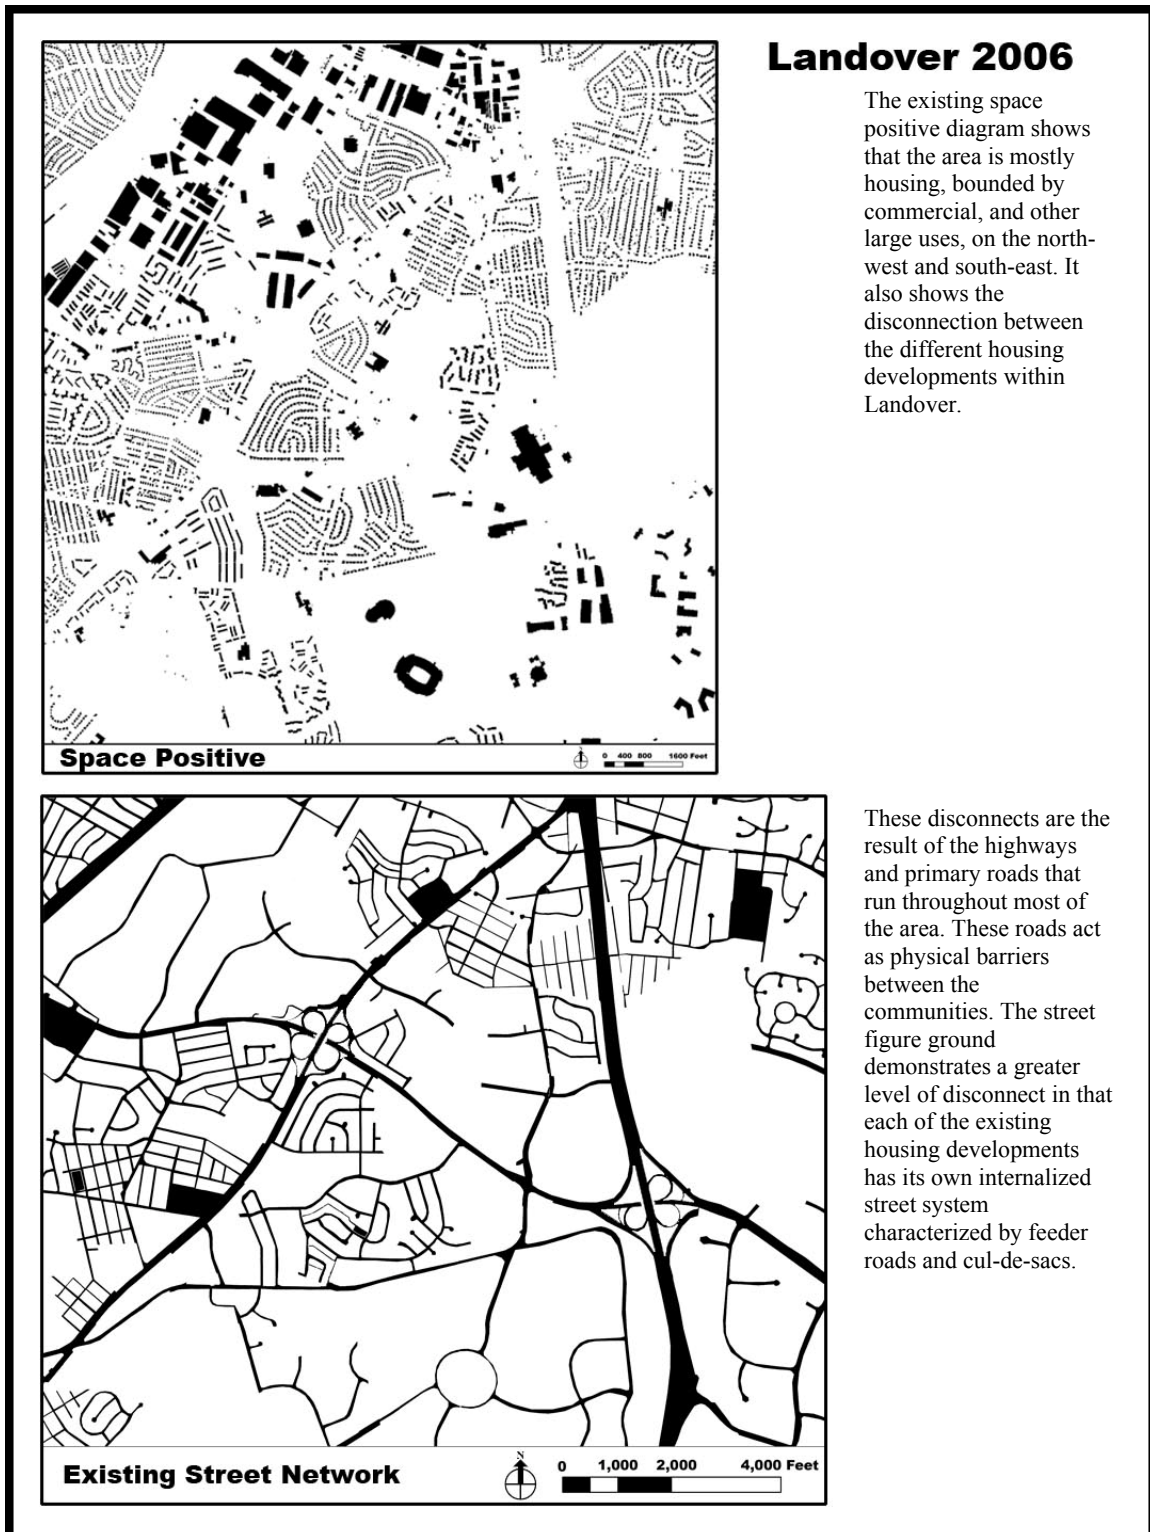 Landover 2006
The existing space
positive diagram shows
that the area is mostly
housing, bounded by
commercial, and other
large uses, on the north-
west and south-east. It
also shows the
disconnection between
the different housing
developments within
Landover.
Space Positive
0 400 800 1600 Feet
These disconnects are the
result of the highways
and primary roads that
run throughout most of
the area. These roads act
as physical barriers
between the
communities. The street
figure ground
demonstrates a greater
level of disconnect in that
each of the existing
housing developments
has its own internalized
street system
characterized by feeder
roads and cul-de-sacs.
Existing Street Network
N
0 1,000 2,000 4,000 Feet